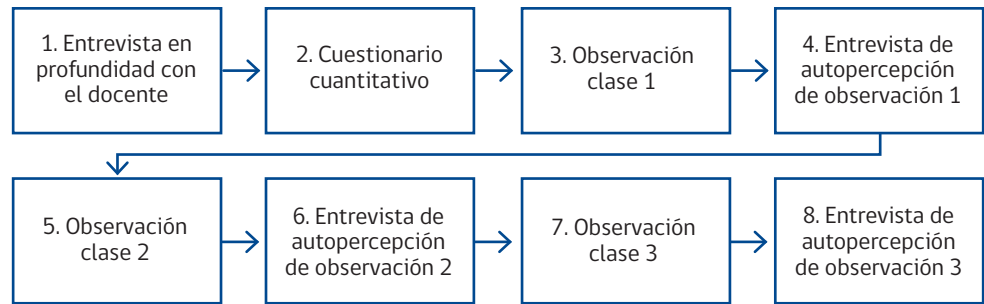 1. Entrevista en
profundidad con
el docente
2. Cuestionario
cuantitativo
3. Observación
clase 1
4. Entrevista de
autopercepción
de observación 1
5. Observación
clase 2
6. Entrevista de
autopercepción
de observación 2
7. Observación
clase 3
8. Entrevista de
autopercepción
de observación 3